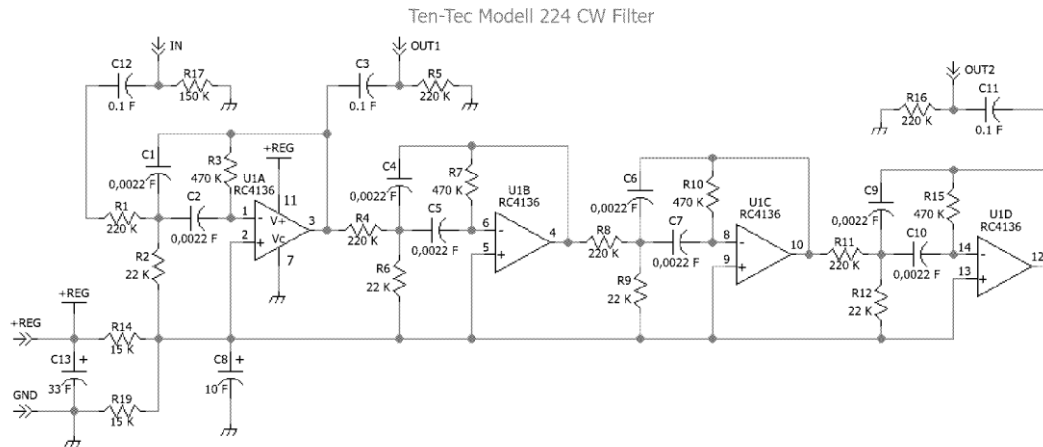 Ten-Tec Modell 224 CW Filter
IN
OUT1
OUT2
C12
0.1 F
R17
150 K
C3
0.1 F
R5
220 K
R16
220 K
C11
0.1 F
C1
0,0022 F
R3
470 K
+REG
U1A
RC4136
11
V+
Vc
1
2
3
7
C2
0,0022 F
R1
220 K
R2
22 K
C4
0,0022 F
R7
470 K
U1B
RC4136
C5
0,0022 F
6
5
4
R4
220 K
R6
22 K
C6
0,0022 F
R10
470 K
U1C
RC4136
C7
0,0022 F
8
9
10
R8
220 K
R9
22 K
C9
0,0022 F
R15
470 K
U1D
RC4136
C10
0,0022 F
14
13
12
R11
220 K
R12
22 K
+REG
+REG
R14
15 K
C13
+
33 F
C8
+
10 F
GND
R19
15 K